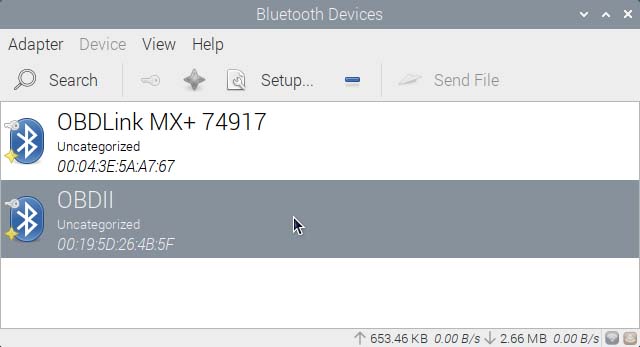 Bluetooth Devices
Adapter Device View Help
Search Setup... Send File
OBDLink MX+ 74917
Uncategorized
00:04:3E:5A:A7:67
OBDII
Uncategorized
00:19:5D:26:4B:5F
653.46 KB 0.00 B/s 2.66 MB 0.00 B/s